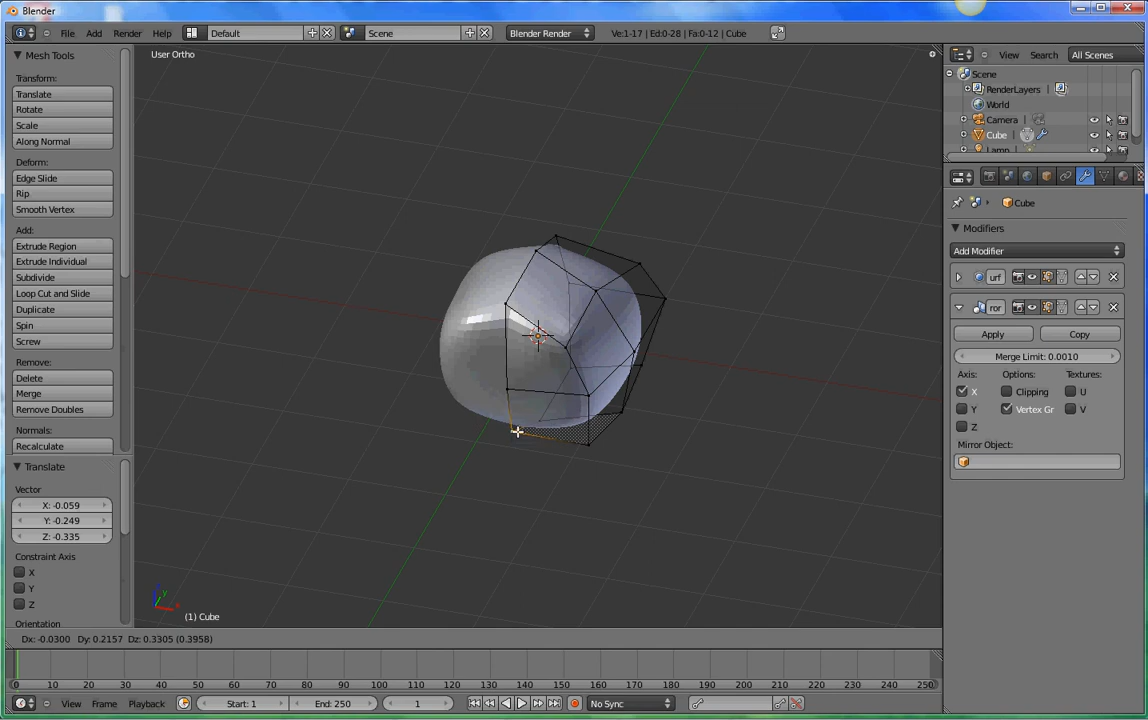 Blender
File Add Render Help Default Scene Blender Render Ve:1-17 | Ed:0-28 | Fa:0-12 | Cube
Mesh Tools
Transform:
Translate
Rotate
Scale
Along Normal
Deform:
Edge Slide
Rip
Smooth Vertex
Add:
Extrude Region
Extrude Individual
Subdivide
Loop Cut and Slide
Duplicate
Spin
Screw
Remove:
Delete
Merge
Remove Doubles
Normals:
Recalculate
Translate
Vector
X: -0.059
Y: -0.249
Z: -0.335
Constraint Axis
X
Y
Z
Orientation
User Ortho
(1) Cube
Dx: -0.0300 Dy: 0.2157 Dz: 0.3305 (0.3958)
View Search All Scenes
Scene
RenderLayers |
World
Camera
Cube
Lamp
Cube
Modifiers
Add Modifier
urf
ror
Apply Copy
Merge Limit: 0.0010
Axis: Options: Textures:
X Clipping U
Y Vertex Gr V
Z
Mirror Object:
0 10 20 30 40 50 60 70 80 90 100 110 120 130 140 150 160 170 180 190 200 210 220 230 240 250
View Frame Playback Start: 1 End: 250 1 No Sync